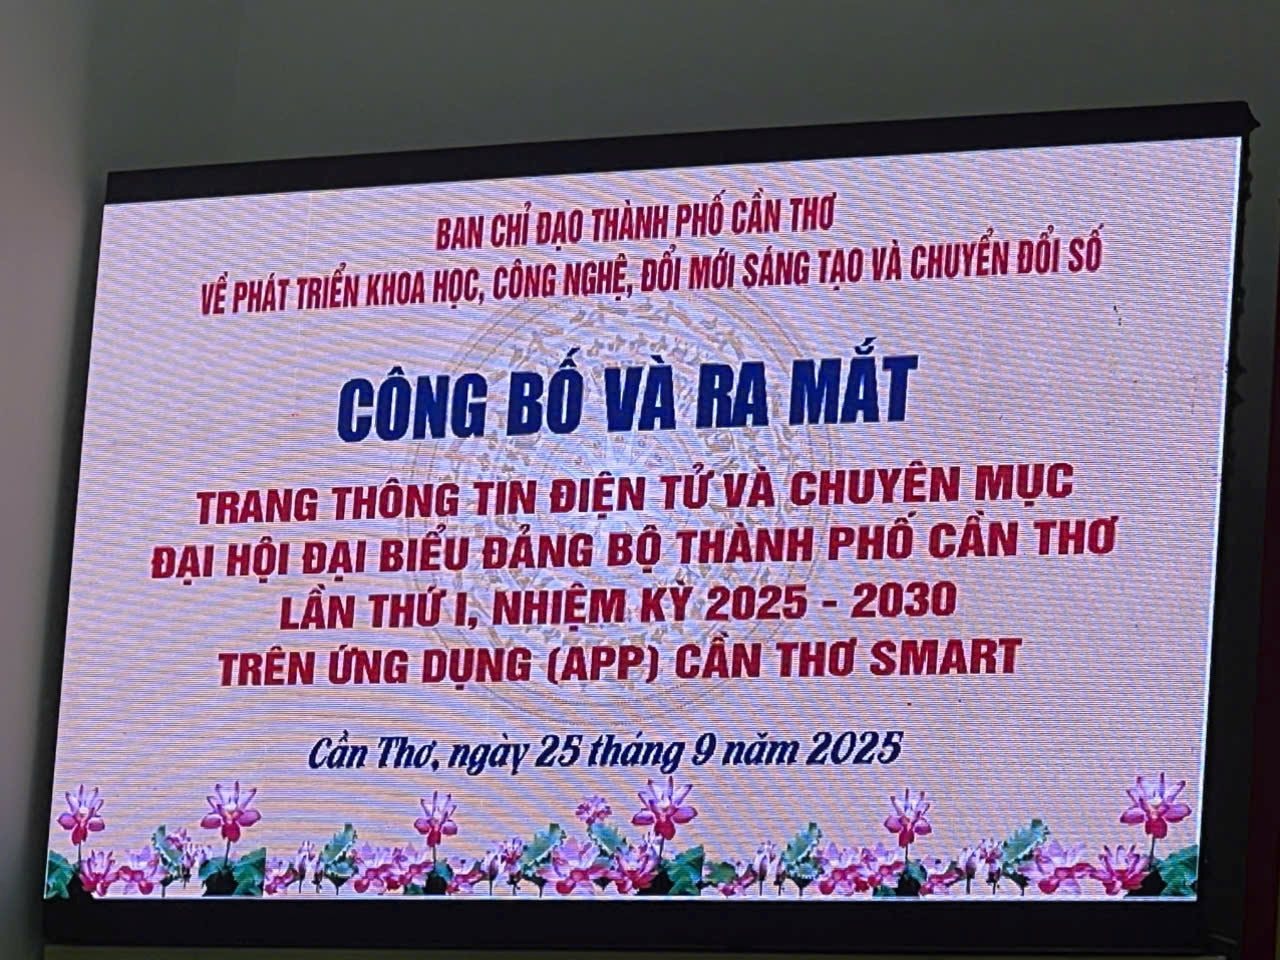 BAN CHỈ ĐẠO THÀNH PHỐ CẦN THƠ
VỀ PHÁT TRIỂN KHOA HỌC, CÔNG NGHỆ, ĐỔI MỚI SÁNG TẠO VÀ CHUYỂN ĐỔI SỐ
CÔNG BỐ VÀ RA MẮT
TRANG THÔNG TIN ĐIỆN TỬ VÀ CHUYÊN MỤC
ĐẠI HỘI ĐẠI BIỂU ĐẢNG BỘ THÀNH PHỐ CẦN THƠ
LẦN THỨ I, NHIỆM KỲ 2025 - 2030
TRÊN ỨNG DỤNG (APP) CẦN THƠ SMART
Cần Thơ, ngày 25 tháng 9 năm 2025